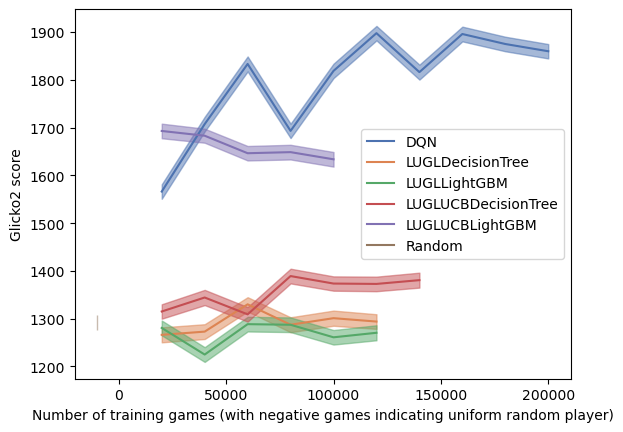 Glicko2 score
1900
1800
1700
1600
1500
1400
1300
1200
DQN
LUGLDecisionTree
LUGLLightGBM
LUGLUCBDecisionTree
LUGLUCBLightGBM
Random
0 50000 100000 150000 200000
Number of training games (with negative games indicating uniform random player)